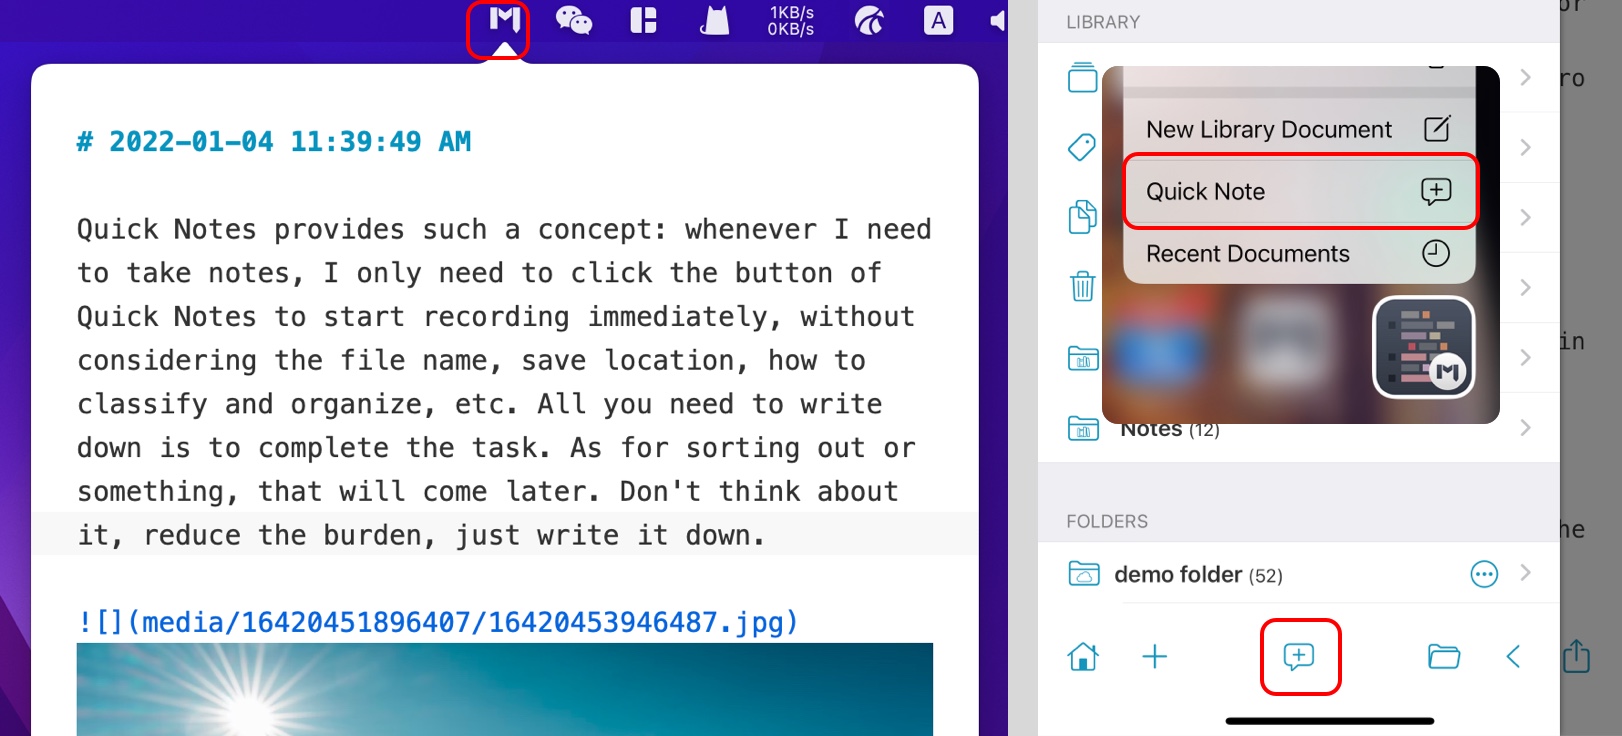 1KB/s
0KB/s
A
# 2022-01-04 11:39:49 AM
Quick Notes provides such a concept: whenever I need
to take notes, I only need to click the button of
Quick Notes to start recording immediately, without
considering the file name, save location, how to
classify and organize, etc. All you need to write
down is to complete the task. As for sorting out or
something, that will come later. Don't think about
it, reduce the burden, just write it down.
![](media/16420451896407/16420453946487.jpg)
LIBRARY
New Library Document
Quick Note
Recent Documents
Notes (12)
FOLDERS
demo folder (52)
or
ro
in
he